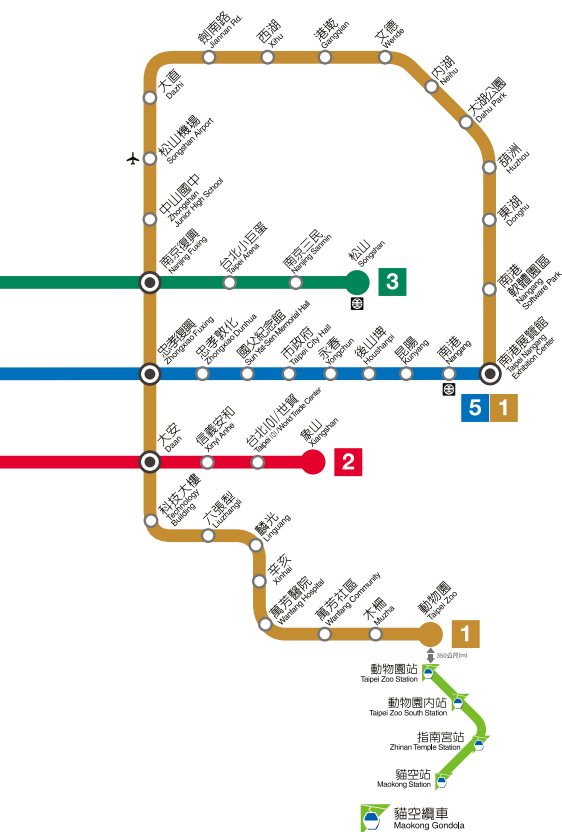 劍南路
Jiannan Rd.
西湖
Xihu
港墘
Gangqian
文德
Wende
內湖
Neihu
大湖公園
Dahu Park
葫洲
Huzhou
東湖
Donghu
南港
軟體園區
Nangang
Software Park
南港展覽館
Taipei Nangang
Exhibition Center
大直
Dazhi
松山機場
Songshan Airport
中山國中
Zhongshan
Junior High School
南京復興
Nanjing Fuxing
台北小巨蛋
Taipei Arena
南京三民
Nanjing Sanmin
松山
Songshan
3
忠孝復興
Zhongxiao Fuxing
忠孝敦化
Zhongxiao Dunhua
國父紀念館
Sun Yat-Sen Memorial Hall
市政府
Taipei City Hall
永春
Yongchun
後山埤
Houshanpi
昆陽
Kunyang
南港
Nangang
5 1
大安
Daan
信義安和
Xinyi Anhe
台北101/世貿
Taipei 101/World Trade Center
象山
Xiangshan
2
科技大樓
Technology
Building
六張犁
Liuzhangli
麟光
Linguang
辛亥
Xinhai
萬芳醫院
Wanfang Hospital
萬芳社區
Wanfang Community
木柵
Muzha
動物園
Taipei Zoo
1
350公尺(m)
動物園站
Taipei Zoo Station
動物園內站
Taipei Zoo South Station
指南宮站
Zhinan Temple Station
貓空站
Maokong Station
貓空纜車
Maokong Gondola